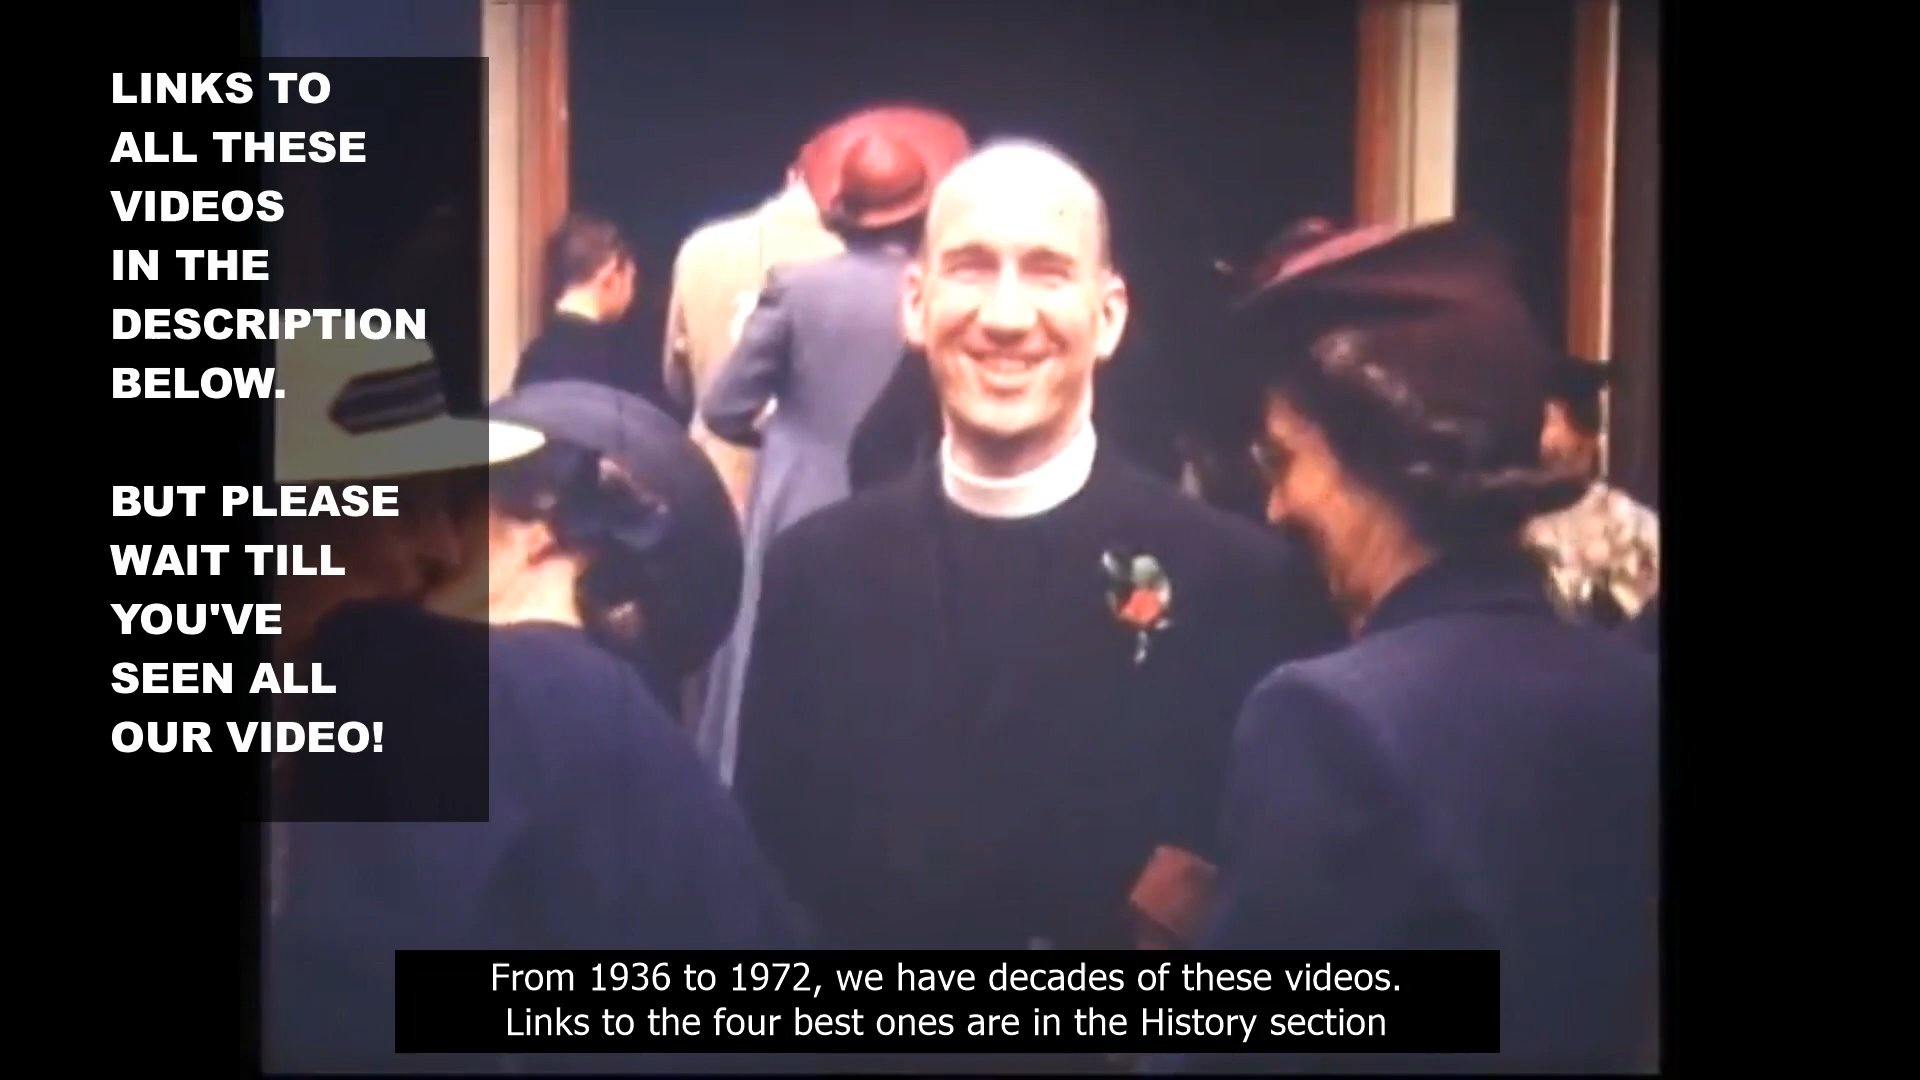 LINKS TO
ALL THESE
VIDEOS
IN THE
DESCRIPTION
BELOW.
BUT PLEASE
WAIT TILL
YOU'VE
SEEN ALL
OUR VIDEO!
From 1936 to 1972, we have decades of these videos.
Links to the four best ones are in the History section